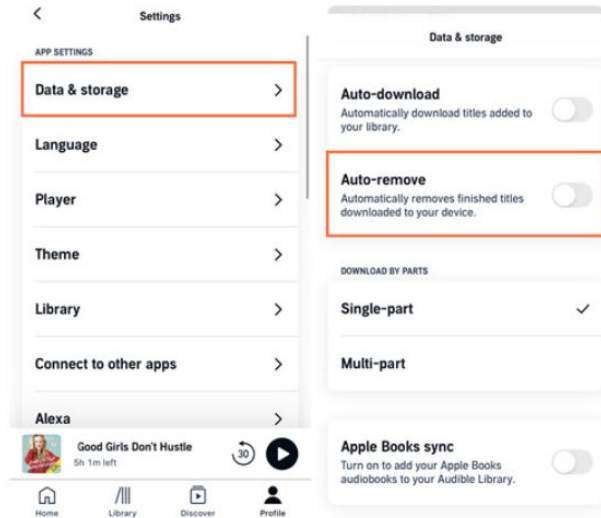 Settings
APP SETTINGS
Data & storage
Language
Player
Theme
Library
Connect to other apps
Alexa
Good Girls Don't Hustle
5h 1m left
30
Home
Library
Discover
Profile
Data & storage
Auto-download
Automatically download titles added to
your library.
Auto-remove
Automatically removes finished titles
downloaded to your device.
DOWNLOAD BY PARTS
Single-part
Multi-part
Apple Books sync
Turn on to add your Apple Books
audiobooks to your Audible Library.